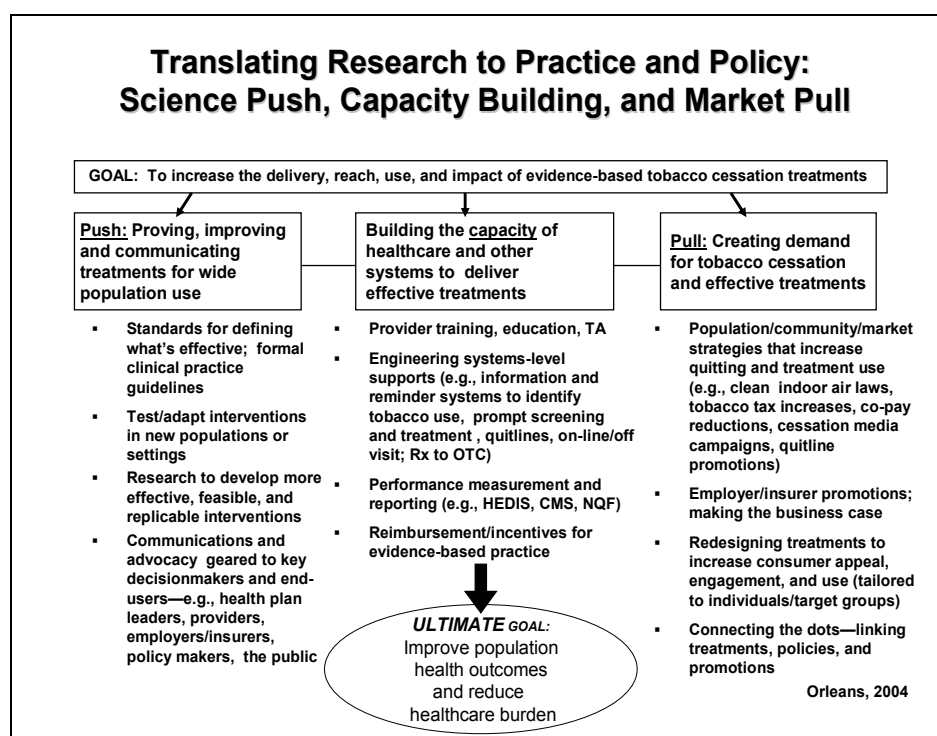 Translating Research to Practice and Policy:
Science Push, Capacity Building, and Market Pull
GOAL: To increase the delivery, reach, use, and impact of evidence-based tobacco cessation treatments
Push: Proving, improving
and communicating
treatments for wide
population use
▪ Standards for defining
what's effective; formal
clinical practice
guidelines
▪ Test/adapt interventions
in new populations or
settings
▪ Research to develop more
effective, feasible, and
replicable interventions
▪ Communications and
advocacy geared to key
decisionmakers and end-
users—e.g., health plan
leaders, providers,
employers/insurers,
policy makers, the public
Building the capacity of
healthcare and other
systems to deliver
effective treatments
▪ Provider training, education, TA
▪ Engineering systems-level
supports (e.g., information and
reminder systems to identify
tobacco use, prompt screening
and treatment , quitlines, on-line/off
visit; Rx to OTC)
▪ Performance measurement and
reporting (e.g., HEDIS, CMS, NQF)
▪ Reimbursement/incentives for
evidence-based practice
ULTIMATE GOAL:
Improve population
health outcomes
and reduce
healthcare burden
Pull: Creating demand
for tobacco cessation
and effective treatments
▪ Population/community/market
strategies that increase
quitting and treatment use
(e.g., clean indoor air laws,
tobacco tax increases, co-pay
reductions, cessation media
campaigns, quitline
promotions)
▪ Employer/insurer promotions;
making the business case
▪ Redesigning treatments to
increase consumer appeal,
engagement, and use (tailored
to individuals/target groups)
▪ Connecting the dots—linking
treatments, policies, and
promotions
Orleans, 2004